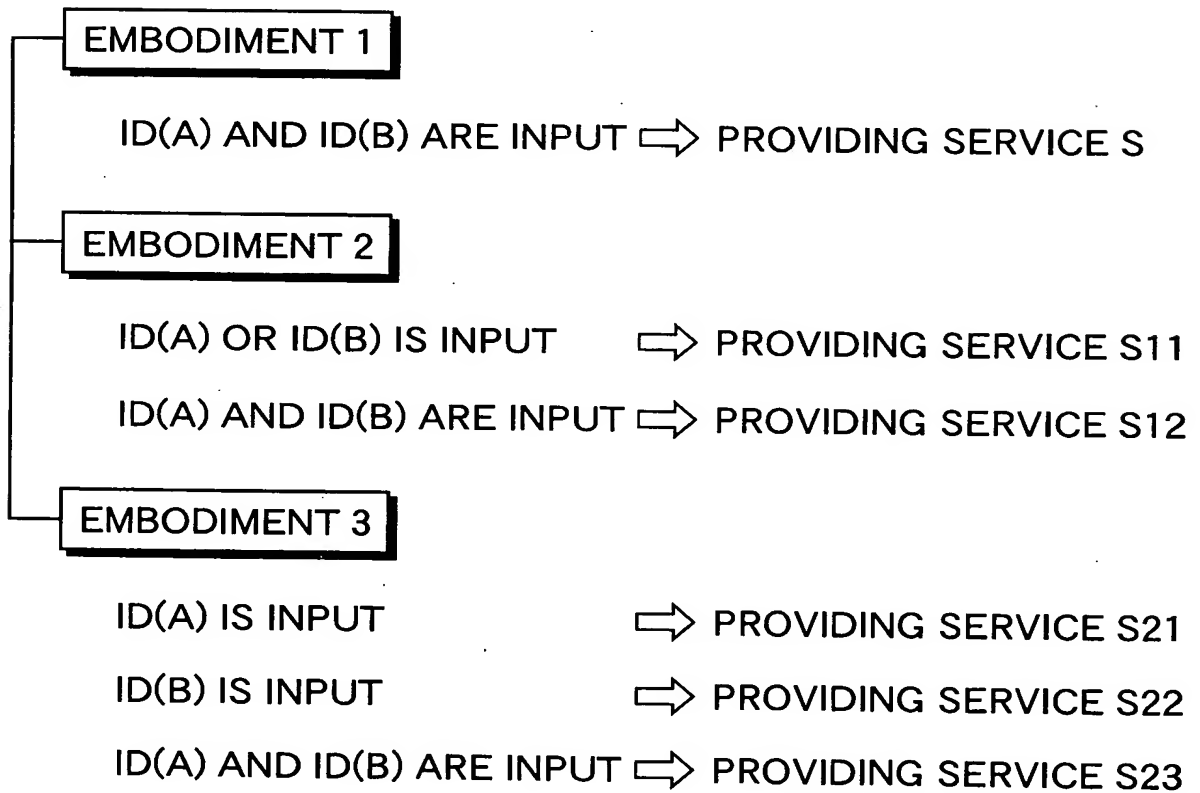 EMBODIMENT 1
ID(A) AND ID(B) ARE INPUT ⇨ PROVIDING SERVICE S
EMBODIMENT 2
ID(A) OR ID(B) IS INPUT ⇨ PROVIDING SERVICE S11
ID(A) AND ID(B) ARE INPUT ⇨ PROVIDING SERVICE S12
EMBODIMENT 3
ID(A) IS INPUT ⇨ PROVIDING SERVICE S21
ID(B) IS INPUT ⇨ PROVIDING SERVICE S22
ID(A) AND ID(B) ARE INPUT ⇨ PROVIDING SERVICE S23